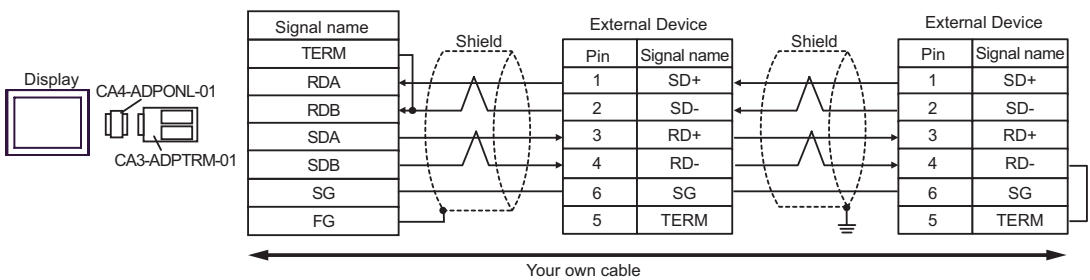 Display
CA4-ADPONL-01
CA3-ADPTRM-01
Signal name
TERM
RDA
RDB
SDA
SDB
SG
FG
Shield
External Device
Pin Signal name
1 SD+
2 SD-
3 RD+
4 RD-
6 SG
5 TERM
Shield
External Device
Pin Signal name
1 SD+
2 SD-
3 RD+
4 RD-
6 SG
5 TERM
Your own cable